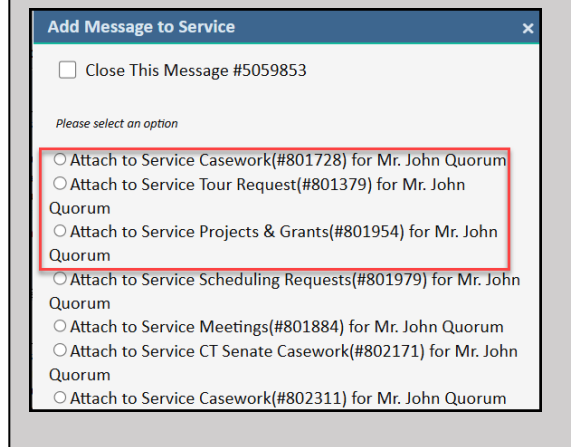 Add Message to Service ×
Close This Message #5059853
Please select an option
Attach to Service Casework(#801728) for Mr. John Quorum
Attach to Service Tour Request(#801379) for Mr. John
Quorum
Attach to Service Projects & Grants(#801954) for Mr. John
Quorum
Attach to Service Scheduling Requests(#801979) for Mr. John
Quorum
Attach to Service Meetings(#801884) for Mr. John Quorum
Attach to Service CT Senate Casework(#802171) for Mr. John
Quorum
Attach to Service Casework(#802311) for Mr. John Quorum